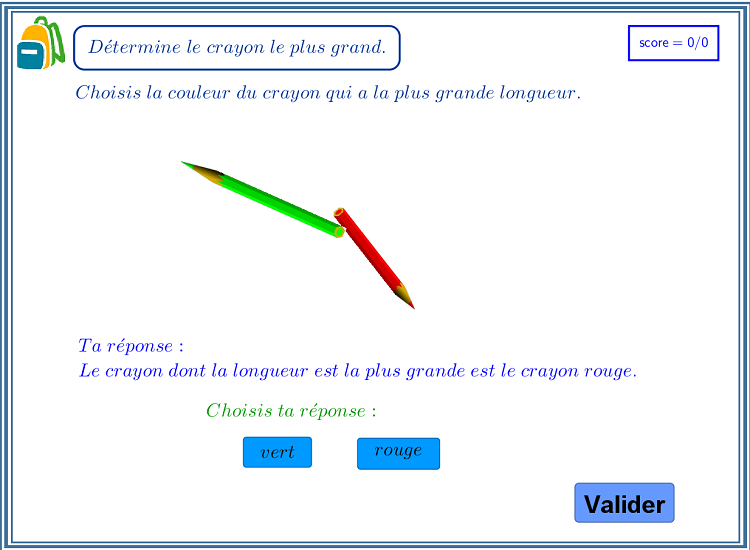 Détermine le crayon le plus grand.
score = 0/0
Choisis la couleur du crayon qui a la plus grande longueur.
Ta réponse :
Le crayon dont la longueur est la plus grande est le crayon rouge.
Choisis ta réponse :
vert
rouge
Valider